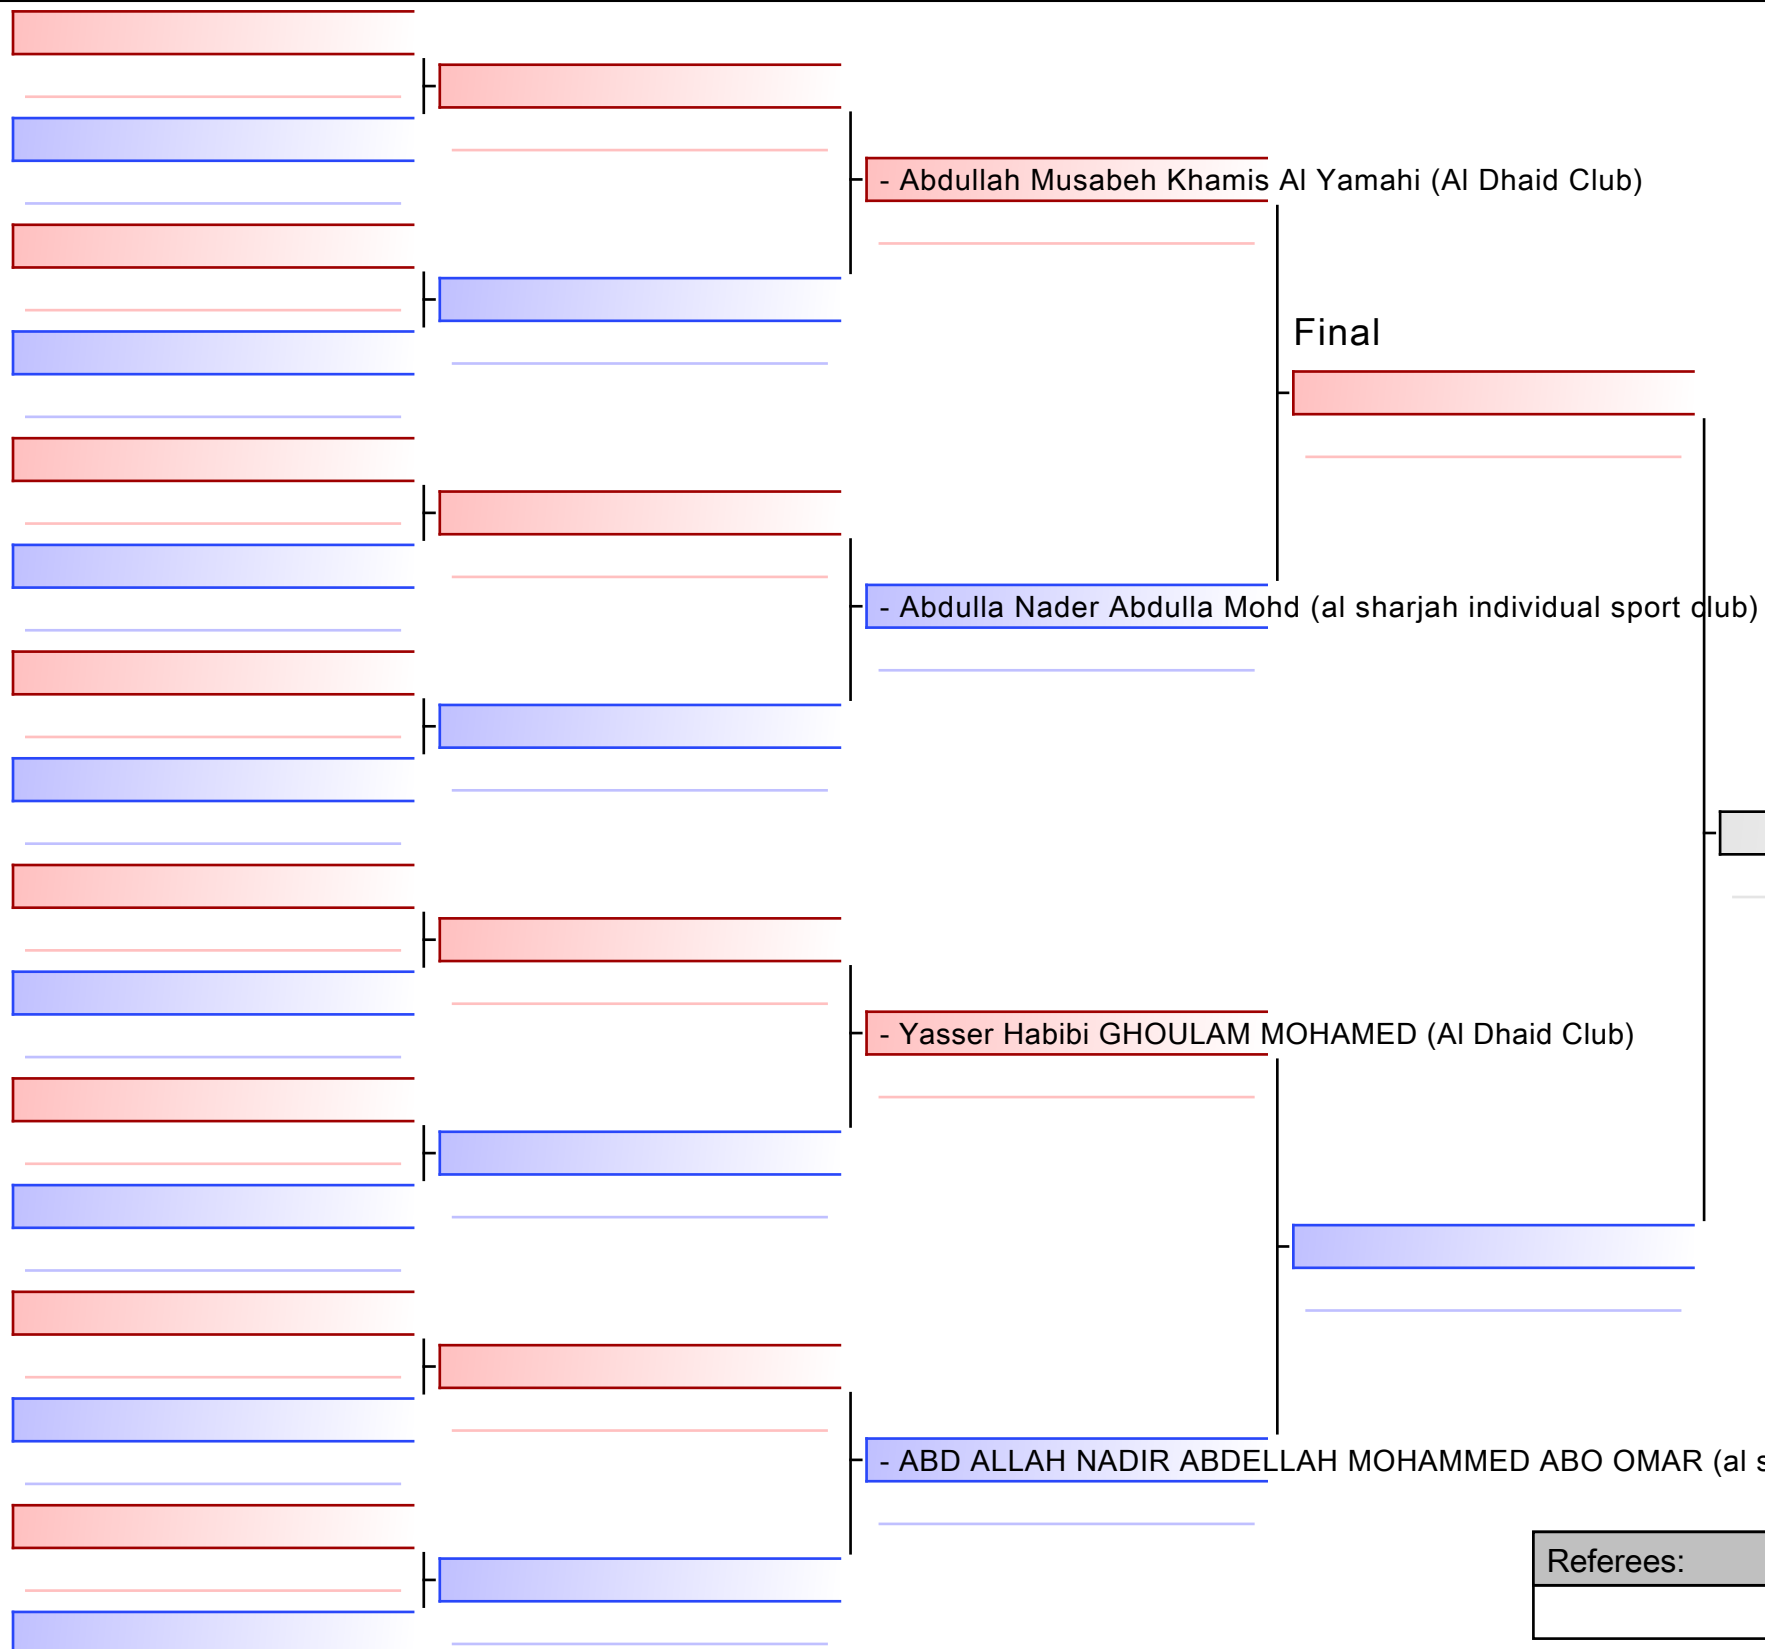 - Abdullah Musabeh Khamis Al Yamahi (Al Dhaid Club)
Final
- Abdulla Nader Abdulla Mohd (al sharjah individual sport club)
- Yasser Habibi GHOULAM MOHAMED (Al Dhaid Club)
- ABD ALLAH NADIR ABDELLAH MOHAMMED ABO OMAR (al s
Referees: